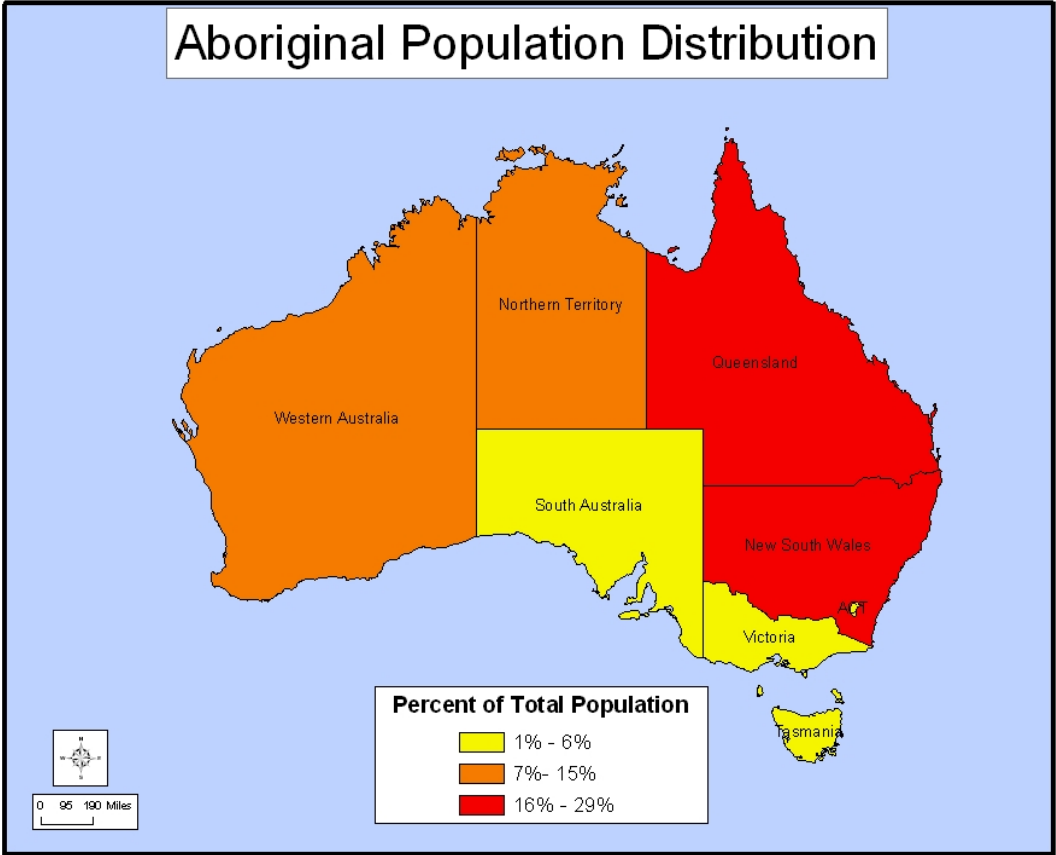 Aboriginal Population Distribution
Northern Territory
Queensland
Western Australia
South Australia
New South Wales
ACT
Victoria
Tasmania
Percent of Total Population
1% - 6%
7%- 15%
16% - 29%
N
W E
S
0 95 190 Miles